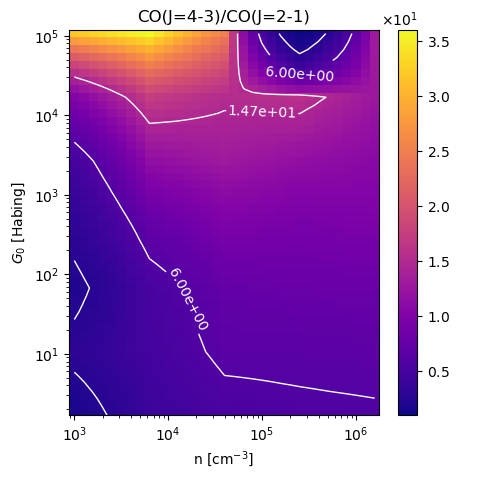 CO(J=4-3)/CO(J=2-1)
×10¹
10⁵
10⁴
10³
10²
10¹
G₀ [Habing]
6.00e+00
1.47e+01
6.00e+00
3.5
3.0
2.5
2.0
1.5
1.0
0.5
10³
10⁴
10⁵
10⁶
n [cm⁻³]